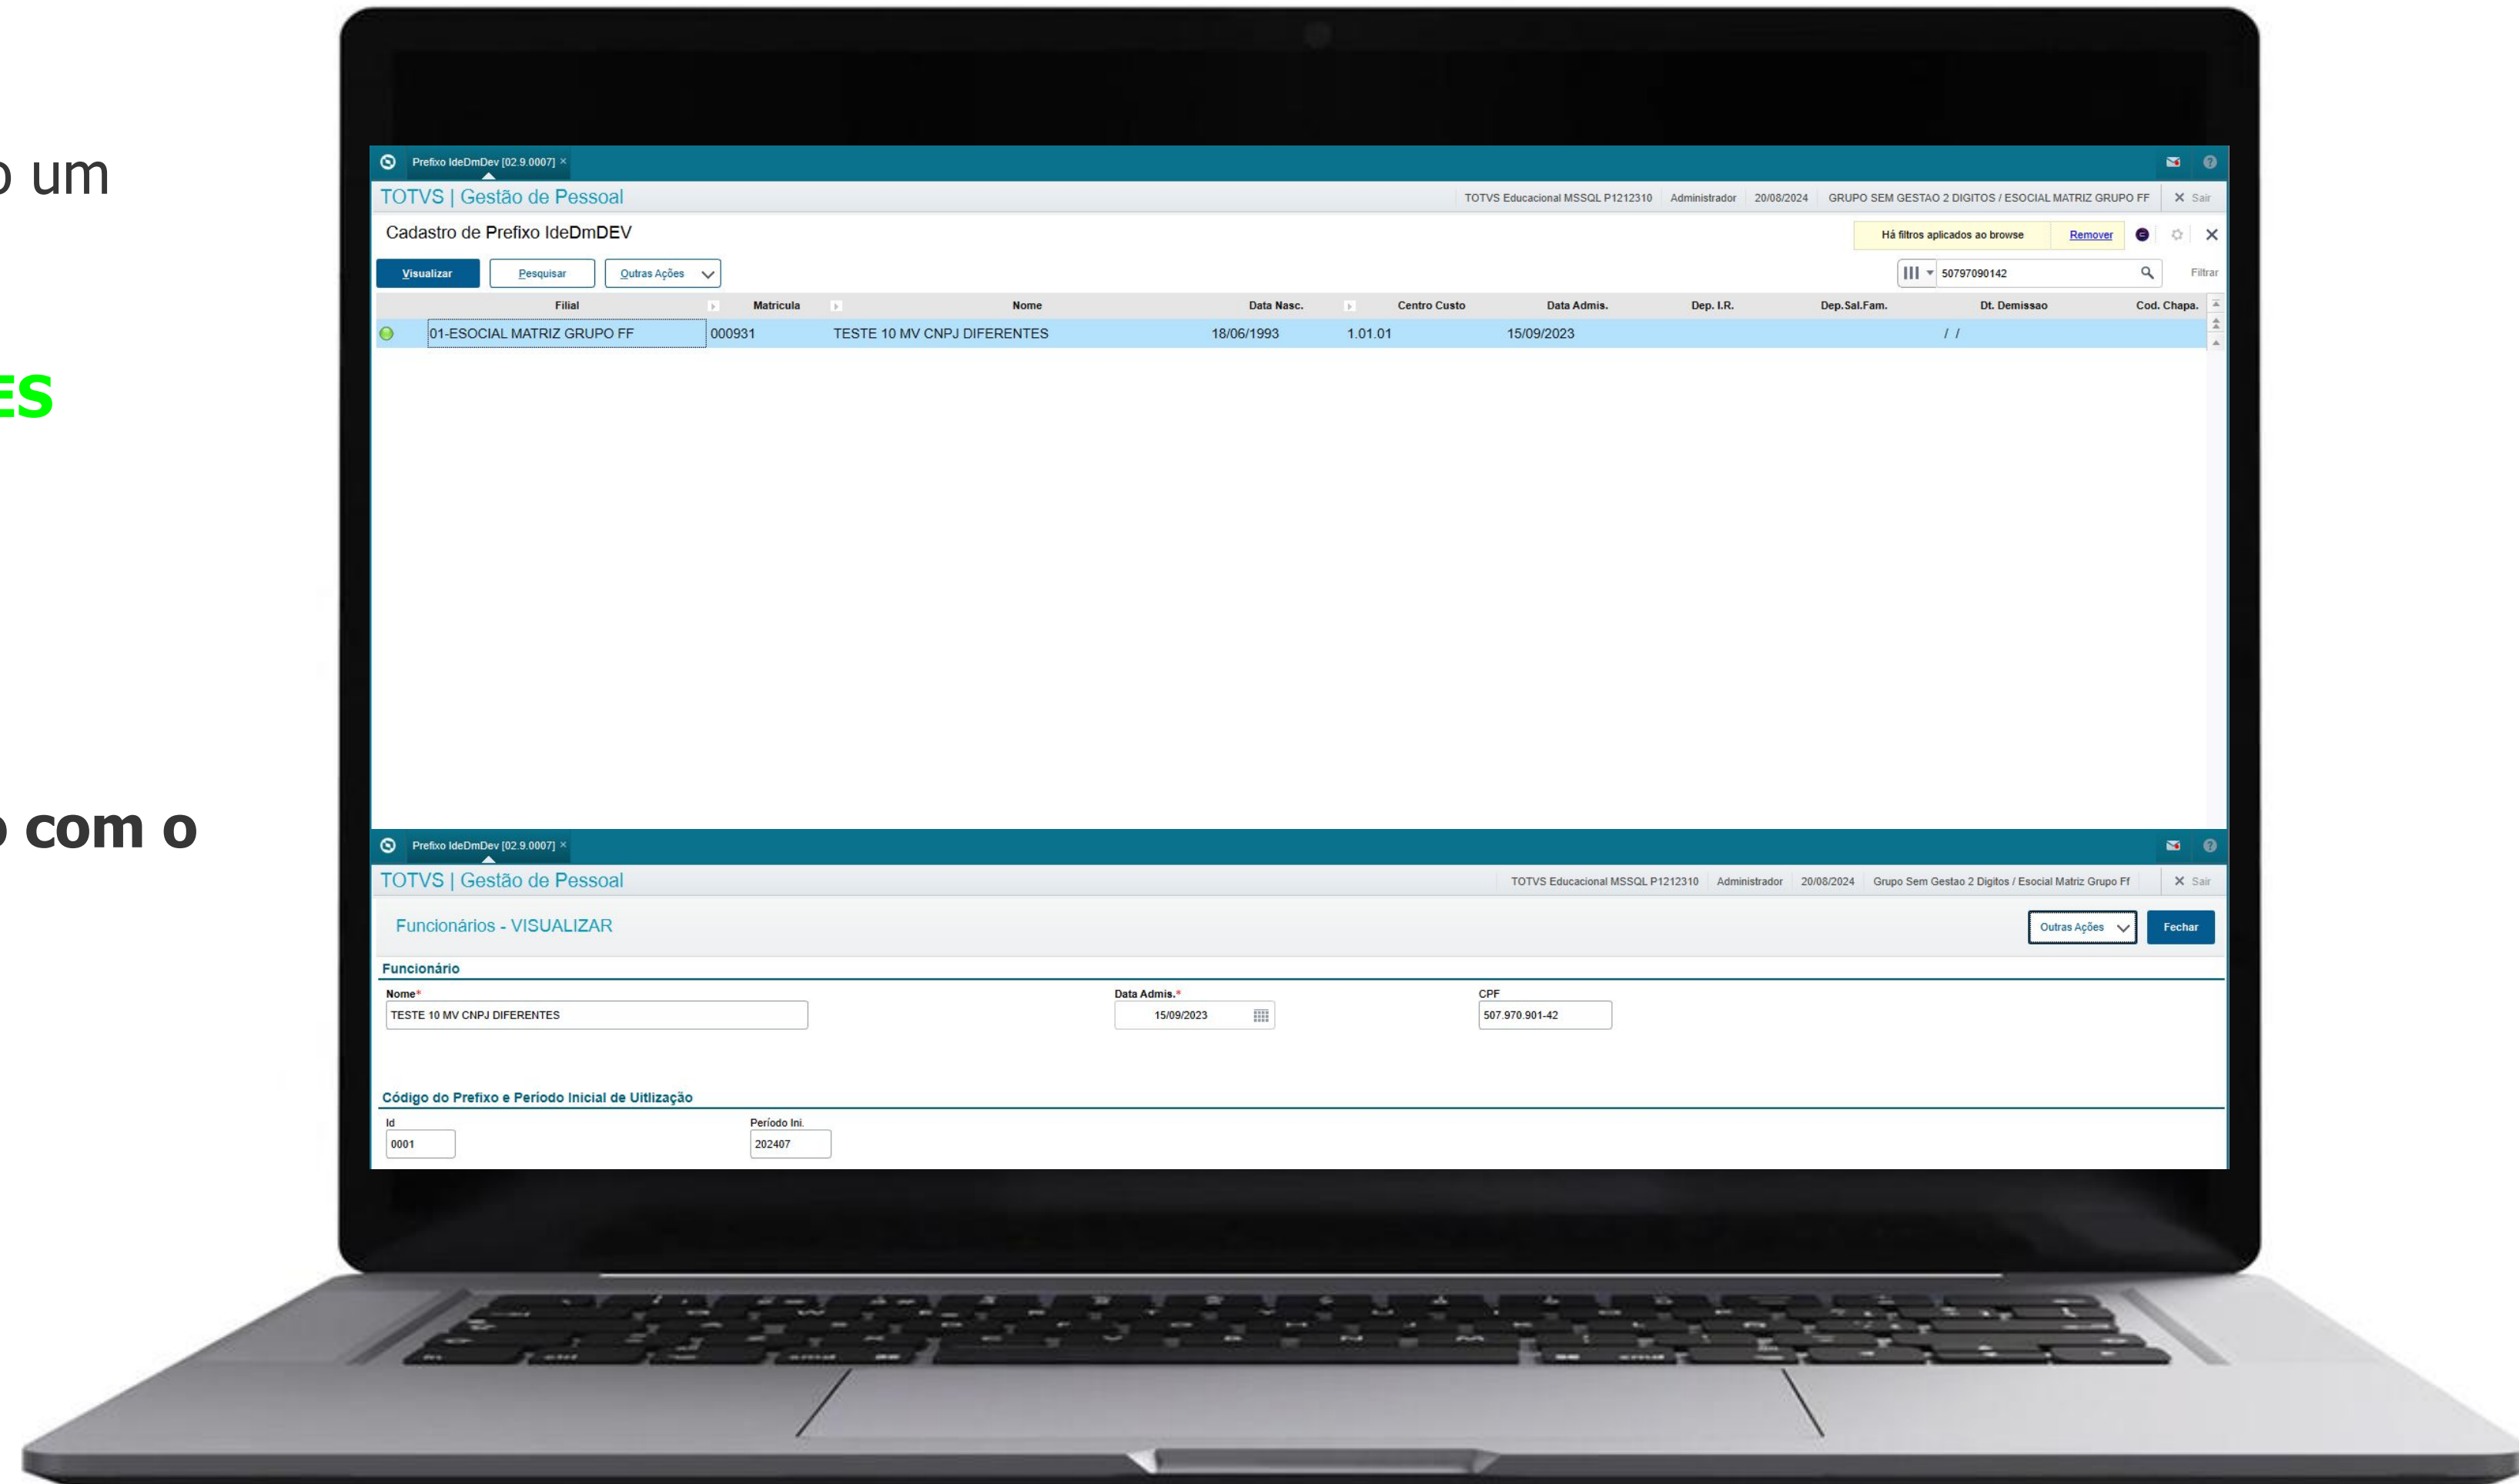 o um
ES
o com o
Prefixo IdeDmDev [02.9.0007] ×
TOTVS | Gestão de Pessoal TOTVS Educacional MSSQL P1212310 Administrador 20/08/2024 GRUPO SEM GESTAO 2 DIGITOS / ESOCIAL MATRIZ GRUPO FF Sair
Cadastro de Prefixo IdeDmDEV Há filtros aplicados ao browse Remover
Visualizar Pesquisar Outras Ações 50797090142 Filtrar
Filial Matricula Nome Data Nasc. Centro Custo Data Admis. Dep. I.R. Dep.Sal.Fam. Dt. Demissao Cod. Chapa.
01-ESOCIAL MATRIZ GRUPO FF 000931 TESTE 10 MV CNPJ DIFERENTES 18/06/1993 1.01.01 15/09/2023 / /
Prefixo IdeDmDev [02.9.0007] ×
TOTVS | Gestão de Pessoal TOTVS Educacional MSSQL P1212310 Administrador 20/08/2024 Grupo Sem Gestao 2 Digitos / Esocial Matriz Grupo Ff Sair
Funcionários - VISUALIZAR Outras Ações Fechar
Funcionário
Nome* Data Admis.* CPF
TESTE 10 MV CNPJ DIFERENTES 15/09/2023 507.970.901-42
Código do Prefixo e Período Inicial de Uitlização
Id Período Ini.
0001 202407